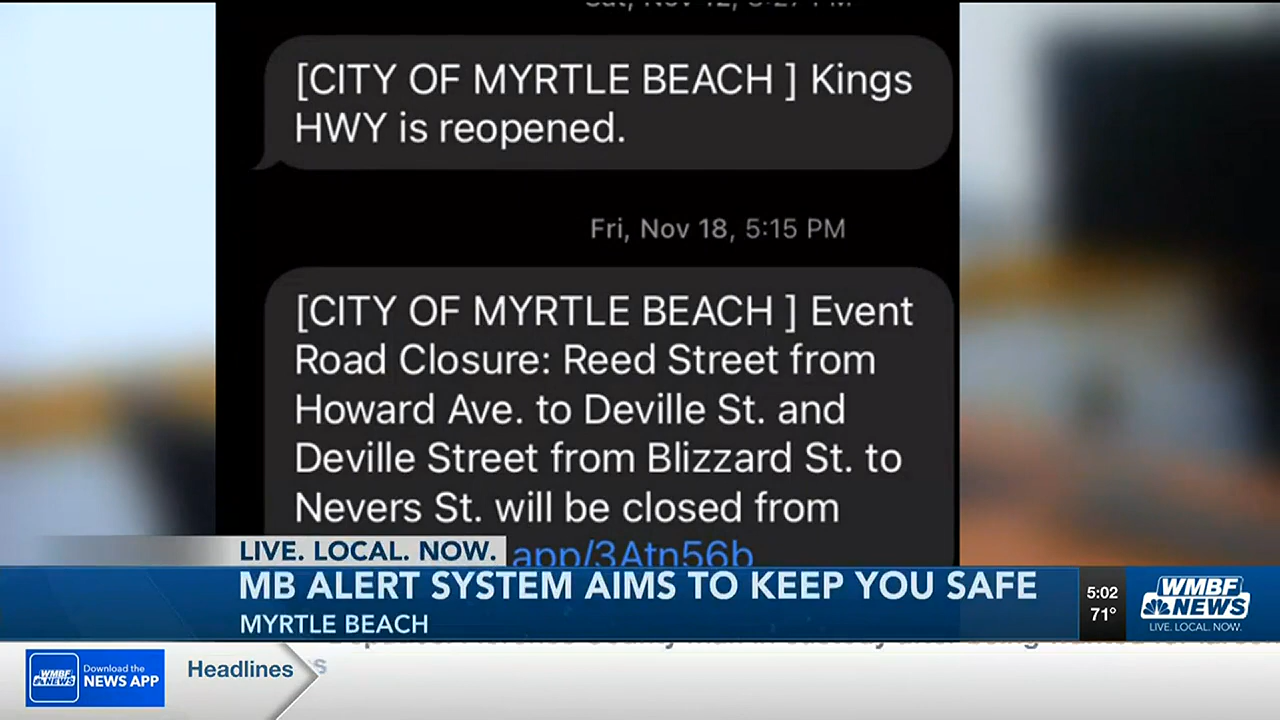 [CITY OF MYRTLE BEACH ] Kings
HWY is reopened.
Fri, Nov 18, 5:15 PM
[CITY OF MYRTLE BEACH ] Event
Road Closure: Reed Street from
Howard Ave. to Deville St. and
Deville Street from Blizzard St. to
Nevers St. will be closed from
app/3Atn56b
LIVE. LOCAL. NOW.
MB ALERT SYSTEM AIMS TO KEEP YOU SAFE
MYRTLE BEACH
5:02
71°
WMBF
NEWS
LIVE. LOCAL. NOW.
WMBF
NEWS
Download the
NEWS APP
Headlines